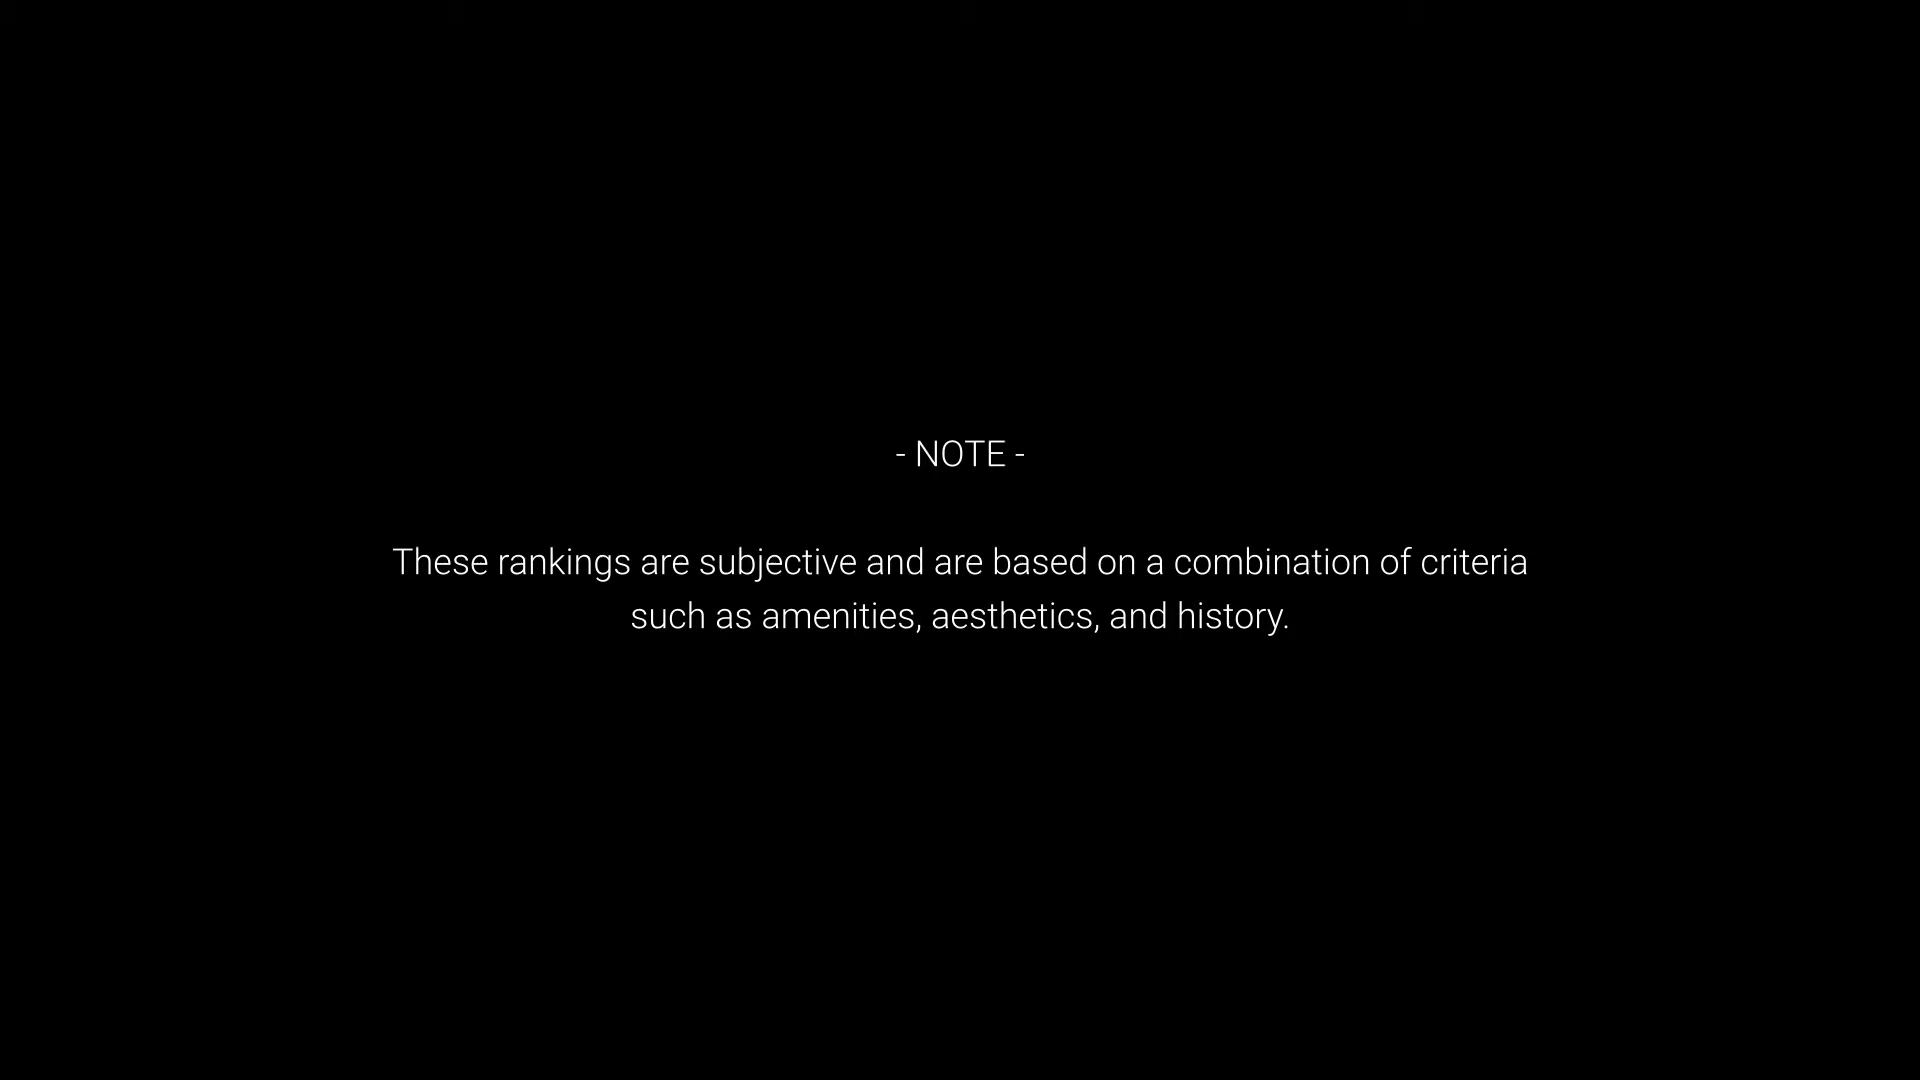 - NOTE -
These rankings are subjective and are based on a combination of criteria
such as amenities, aesthetics, and history.